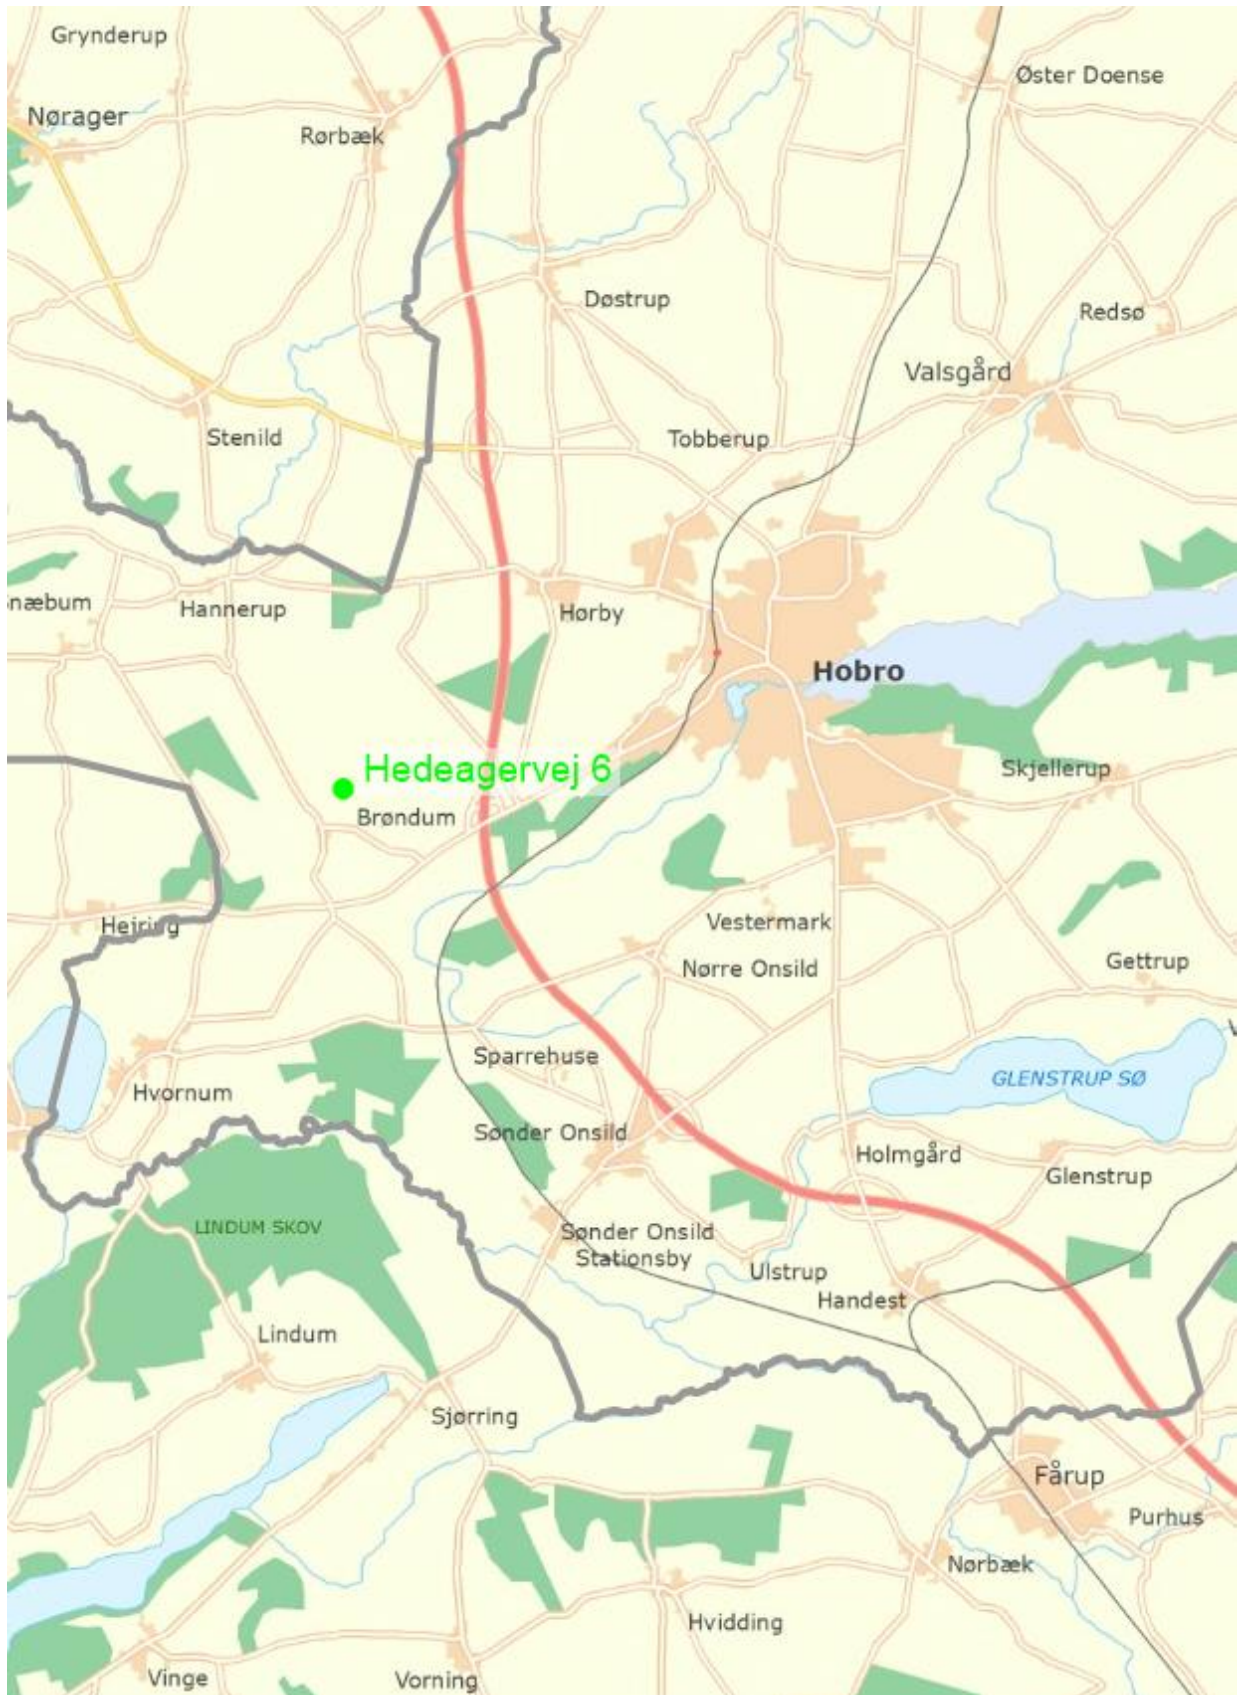 Grynderup
Øster Doense
Nørager
Rørbæk
Døstrup
Redsø
Valsgård
Stenild
Tobberup
næbum
Hannerup
Hørby
Hobro
Hedeagervej 6
Skjellerup
Brøndum
Hejring
Vestermark
Nørre Onsild
Gettrup
Sparrehuse
GLENSTRUP SØ
Hvornum
Sønder Onsild
Holmgård
Glenstrup
LINDUM SKOV
Sønder Onsild
Stationsby
Ulstrup
Handest
Lindum
Sjørring
Fårup
Purhus
Nørbæk
Hvidding
Vinge
Vorning